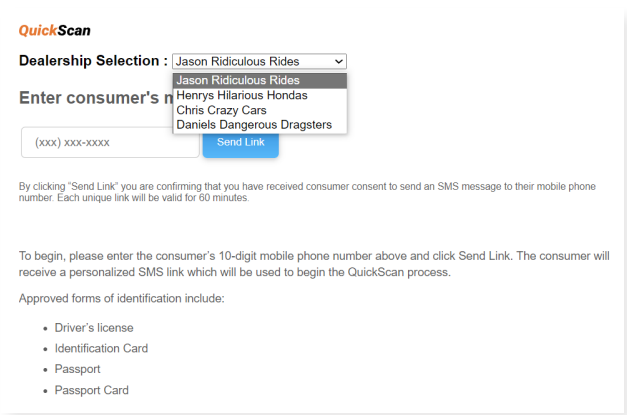 QuickScan
Dealership Selection : Jason Ridiculous Rides
Jason Ridiculous Rides
Henrys Hilarious Hondas
Chris Crazy Cars
Daniels Dangerous Dragsters
Enter consumer's
(xxx) xxx-xxxx
Send Link
By clicking "Send Link" you are confirming that you have received consumer consent to send an SMS message to their mobile phone
number. Each unique link will be valid for 60 minutes.
To begin, please enter the consumer's 10-digit mobile phone number above and click Send Link. The consumer will
receive a personalized SMS link which will be used to begin the QuickScan process.
Approved forms of identification include:
• Driver's license
• Identification Card
• Passport
• Passport Card